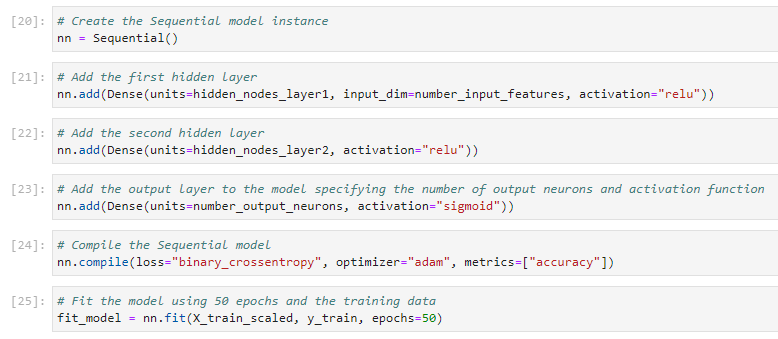 [20]: # Create the Sequential model instance
nn = Sequential()
[21]: # Add the first hidden layer
nn.add(Dense(units=hidden_nodes_layer1, input_dim=number_input_features, activation="relu"))
[22]: # Add the second hidden layer
nn.add(Dense(units=hidden_nodes_layer2, activation="relu"))
[23]: # Add the output layer to the model specifying the number of output neurons and activation function
nn.add(Dense(units=number_output_neurons, activation="sigmoid"))
[24]: # Compile the Sequential model
nn.compile(loss="binary_crossentropy", optimizer="adam", metrics=["accuracy"])
[25]: # Fit the model using 50 epochs and the training data
fit_model = nn.fit(X_train_scaled, y_train, epochs=50)